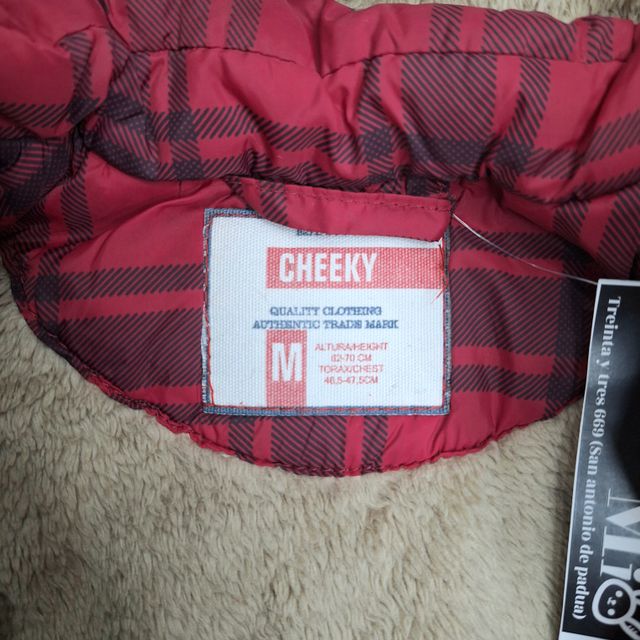 CHEEKY
QUALITY CLOTHING
AUTHENTIC TRADE MARK
M
ALTURA/HEIGHT
62-70 CM
TORAX/CHEST
46,5-47,5CM
Treinta y tres 669 (San antonio de padua)
Mio